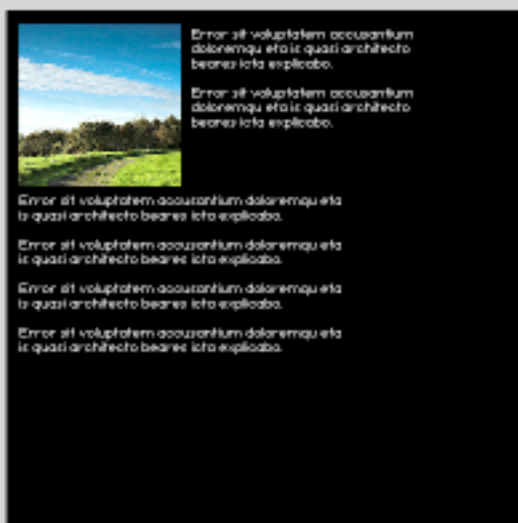 Error sit voluptatem accusantium
doloremqu eta is quasi architecto
beares iota explicabo.
Error sit voluptatem accusantium
doloremqu eta is quasi architecto
beares iota explicabo.
Error sit voluptatem accusantium doloremqu eta
is quasi architecto beares iota explicabo.
Error sit voluptatem accusantium doloremqu eta
is quasi architecto beares iota explicabo.
Error sit voluptatem accusantium doloremqu eta
is quasi architecto beares iota explicabo.
Error sit voluptatem accusantium doloremqu eta
is quasi architecto beares iota explicabo.